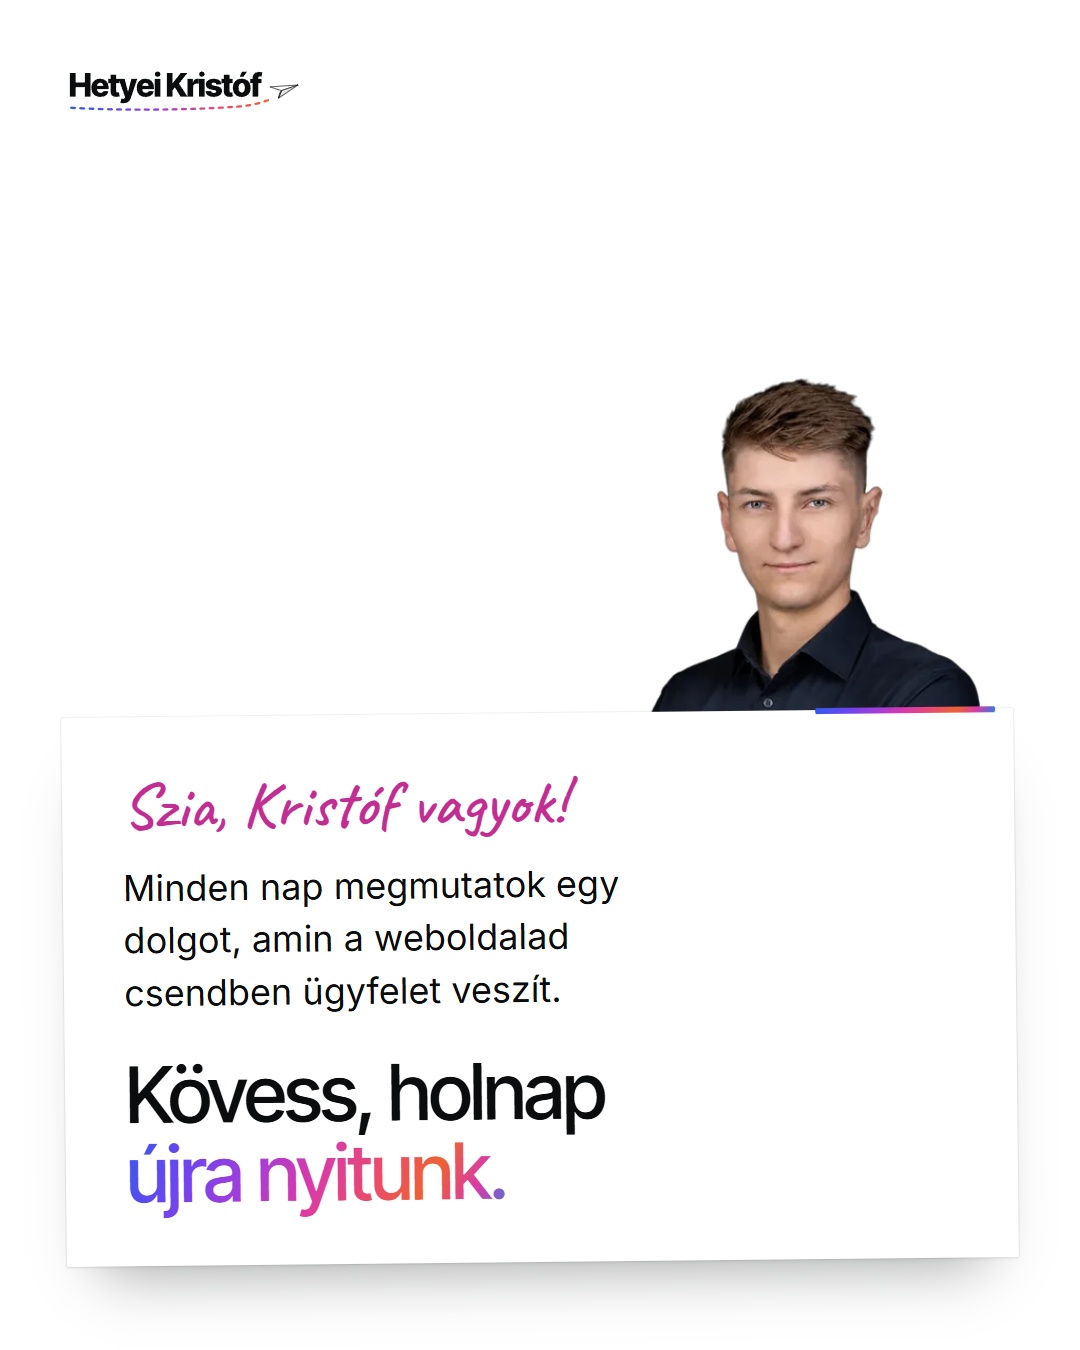 Hetyei Kristóf
Szia, Kristóf vagyok!
Minden nap megmutatok egy
dolgot, amin a weboldalad
csendben ügyfelet veszít.
Kövess, holnap
újra nyitunk.